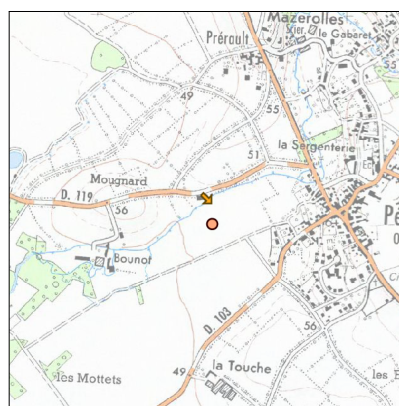 Mazerolles
Stier.
le Gaberet
Préroult
49
55
la Sergenterie
51
Mougnard
D. 119
56
Bounot
D. 103
56
49
la Touche
les Mottets